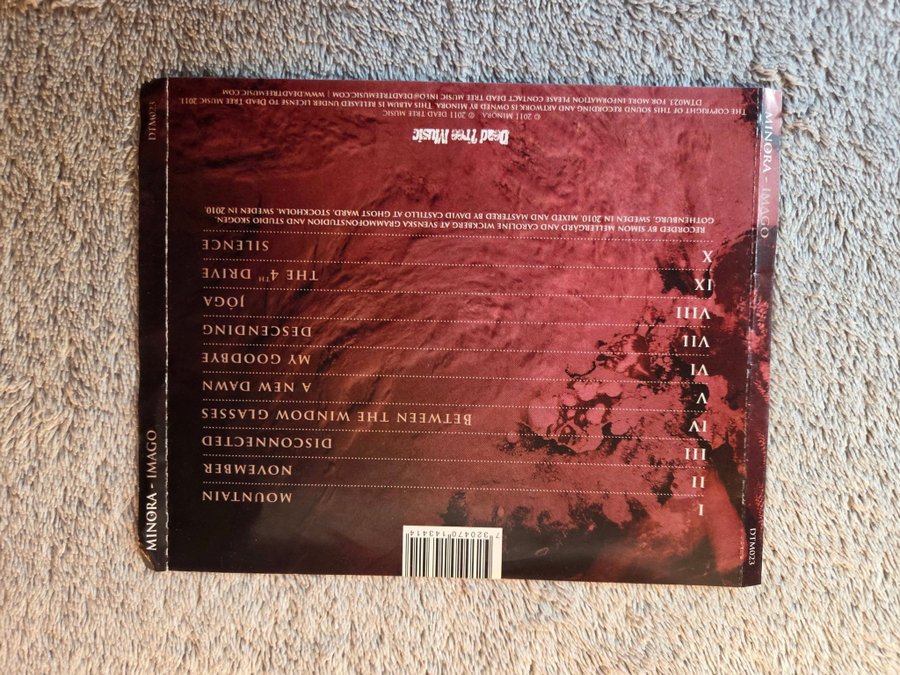 7 320470 143414
I MOUNTAIN
II NOVEMBER
III DISCONNECTED
IV BETWEEN THE WINDOW GLASSES
V A NEW DAWN
VI MY GOODBYE
VII DESCENDING
VIII JÓGA
IX THE 4TH DRIVE
X SILENCE
RECORDED BY SIMON MELLERGÅRD AND CAROLINE WICKBERG AT SVENSKA GRAMMOFONSTUDION AND STUDIO SKOGEN,
GOTHENBURG, SWEDEN IN 2010. MIXED AND MASTERED BY DAVID CASTILLO AT GHOST WARD, STOCKHOLM, SWEDEN IN 2010.
Dead Tree Music
© 2011 MINORA ℗ 2011 DEAD TREE MUSIC
THE COPYRIGHT OF THIS SOUND RECORDING AND ARTWORK IS OWNED BY MINORA. THIS ALBUM IS RELEASED UNDER LICENSE TO DEAD TREE MUSIC 2011.
DTM023 FOR MORE INFORMATION PLEASE CONTACT DEAD TREE MUSIC INFO@DEADTREEMUSIC.COM | WWW.DEADTREEMUSIC.COM
MINORA - IMAGO
DTM023
MINORA - IMAGO
DTM023